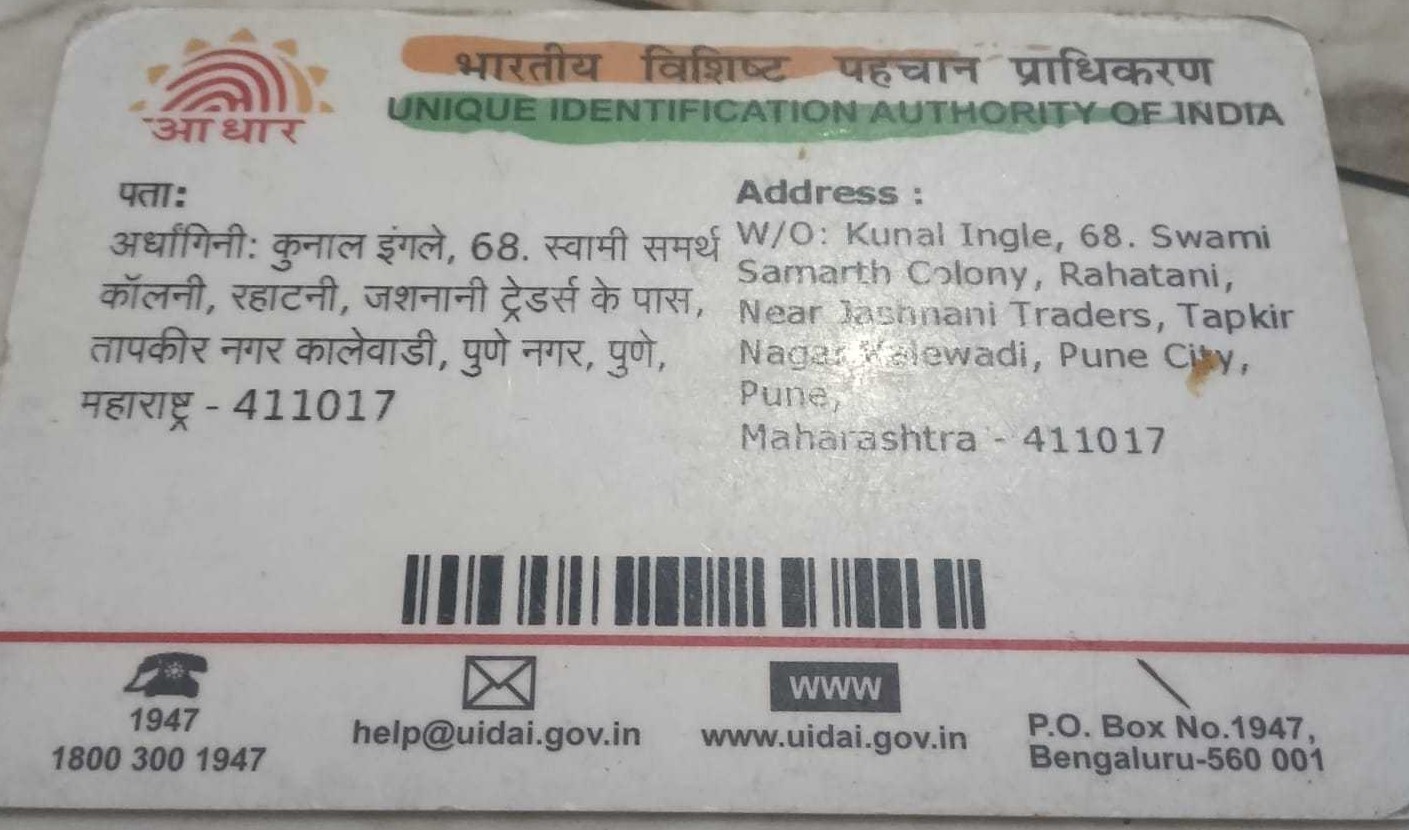 आधार
भारतीय विशिष्ट पहचान प्राधिकरण
UNIQUE IDENTIFICATION AUTHORITY OF INDIA
पता:
अर्धांगिनी: कुनाल इंगले, 68. स्वामी समर्थ
कॉलनी, रहाटनी, जशनानी ट्रेडर्स के पास,
तापकीर नगर कालेवाडी, पुणे नगर, पुणे,
महाराष्ट्र - 411017
Address :
W/O: Kunal Ingle, 68. Swami
Samarth Colony, Rahatani,
Near Jashnani Traders, Tapkir
Nagar Kalewadi, Pune City,
Pune,
Maharashtra - 411017
1947
1800 300 1947
help@uidai.gov.in
WWW
www.uidai.gov.in
P.O. Box No.1947,
Bengaluru-560 001